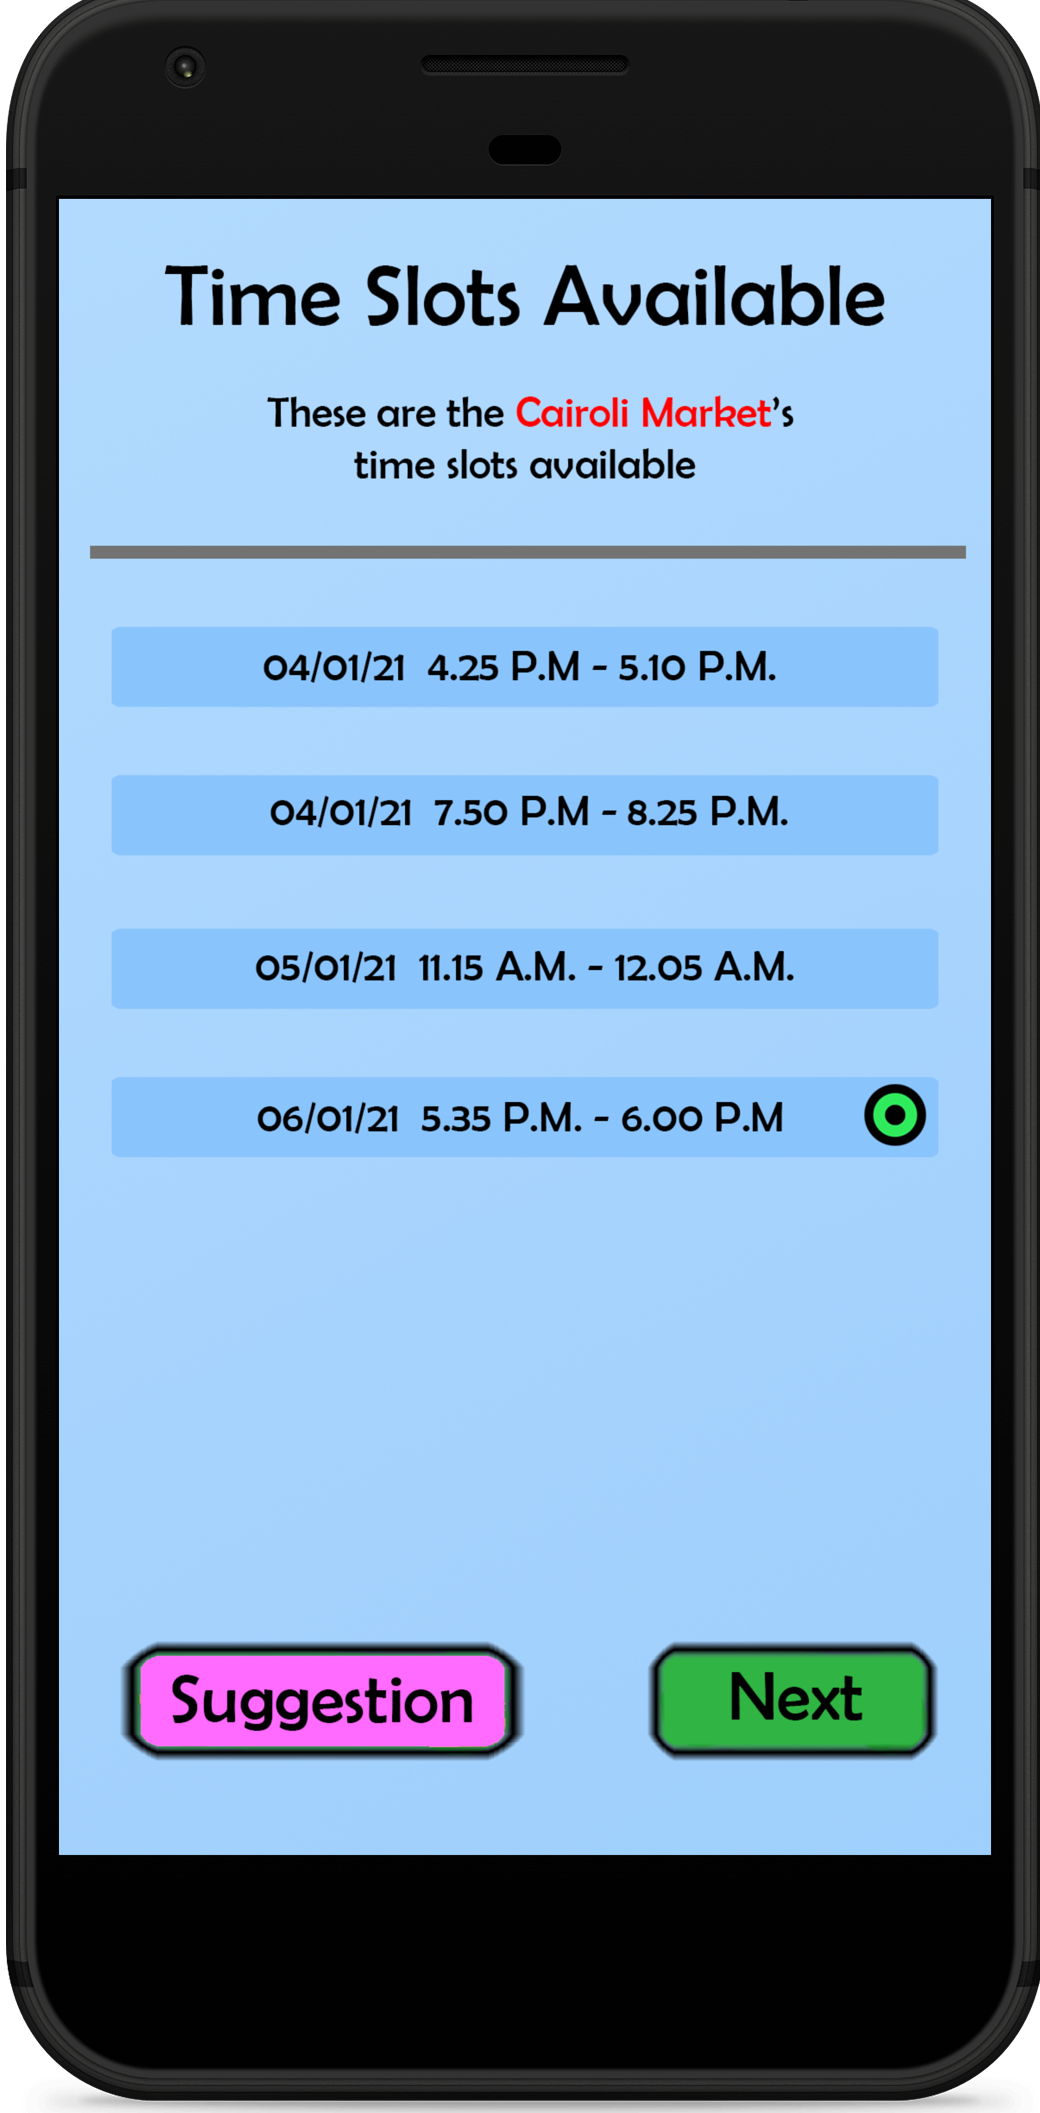 Time Slots Available
These are the Cairoli Market's
time slots available
04/01/21 4.25 P.M - 5.10 P.M.
04/01/21 7.50 P.M - 8.25 P.M.
05/01/21 11.15 A.M. - 12.05 A.M.
06/01/21 5.35 P.M. - 6.00 P.M
Suggestion
Next